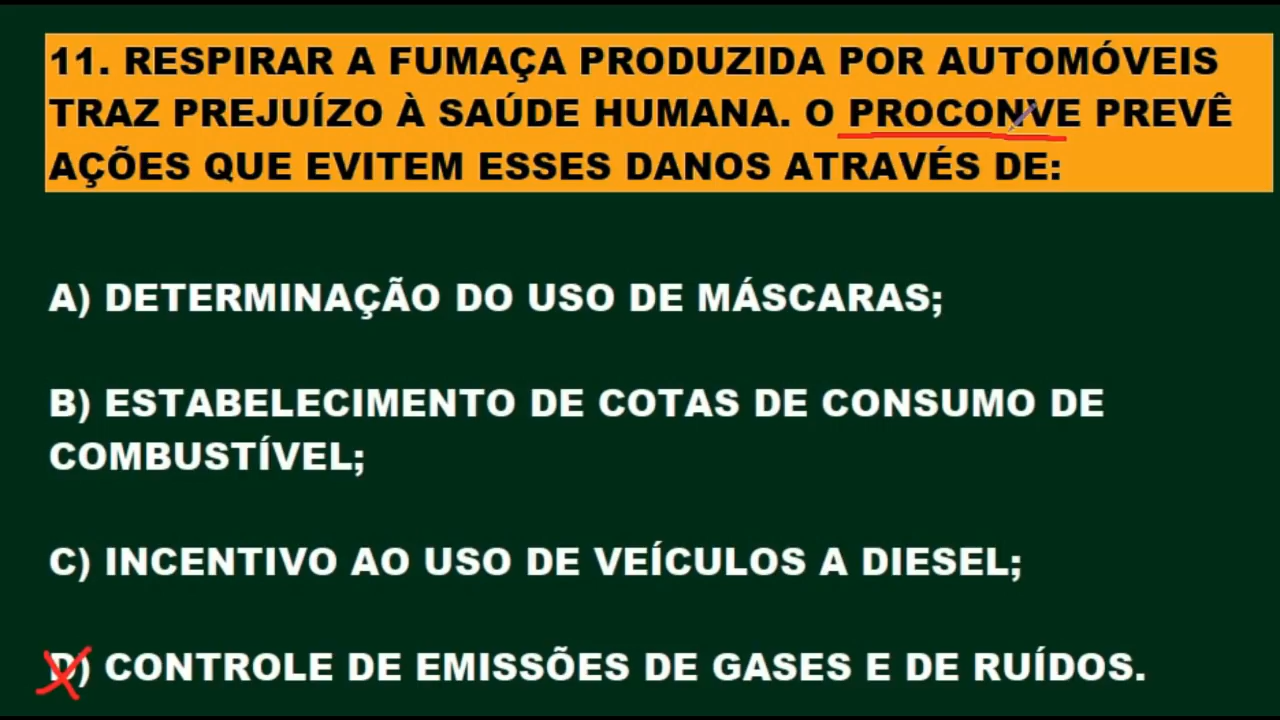 11. RESPIRAR A FUMAÇA PRODUZIDA POR AUTOMÓVEIS
TRAZ PREJUÍZO À SAÚDE HUMANA. O PROCONVE PREVÊ
AÇÕES QUE EVITEM ESSES DANOS ATRAVÉS DE:
A) DETERMINAÇÃO DO USO DE MÁSCARAS;
B) ESTABELECIMENTO DE COTAS DE CONSUMO DE
COMBUSTÍVEL;
C) INCENTIVO AO USO DE VEÍCULOS A DIESEL;
D) CONTROLE DE EMISSÕES DE GASES E DE RUÍDOS.